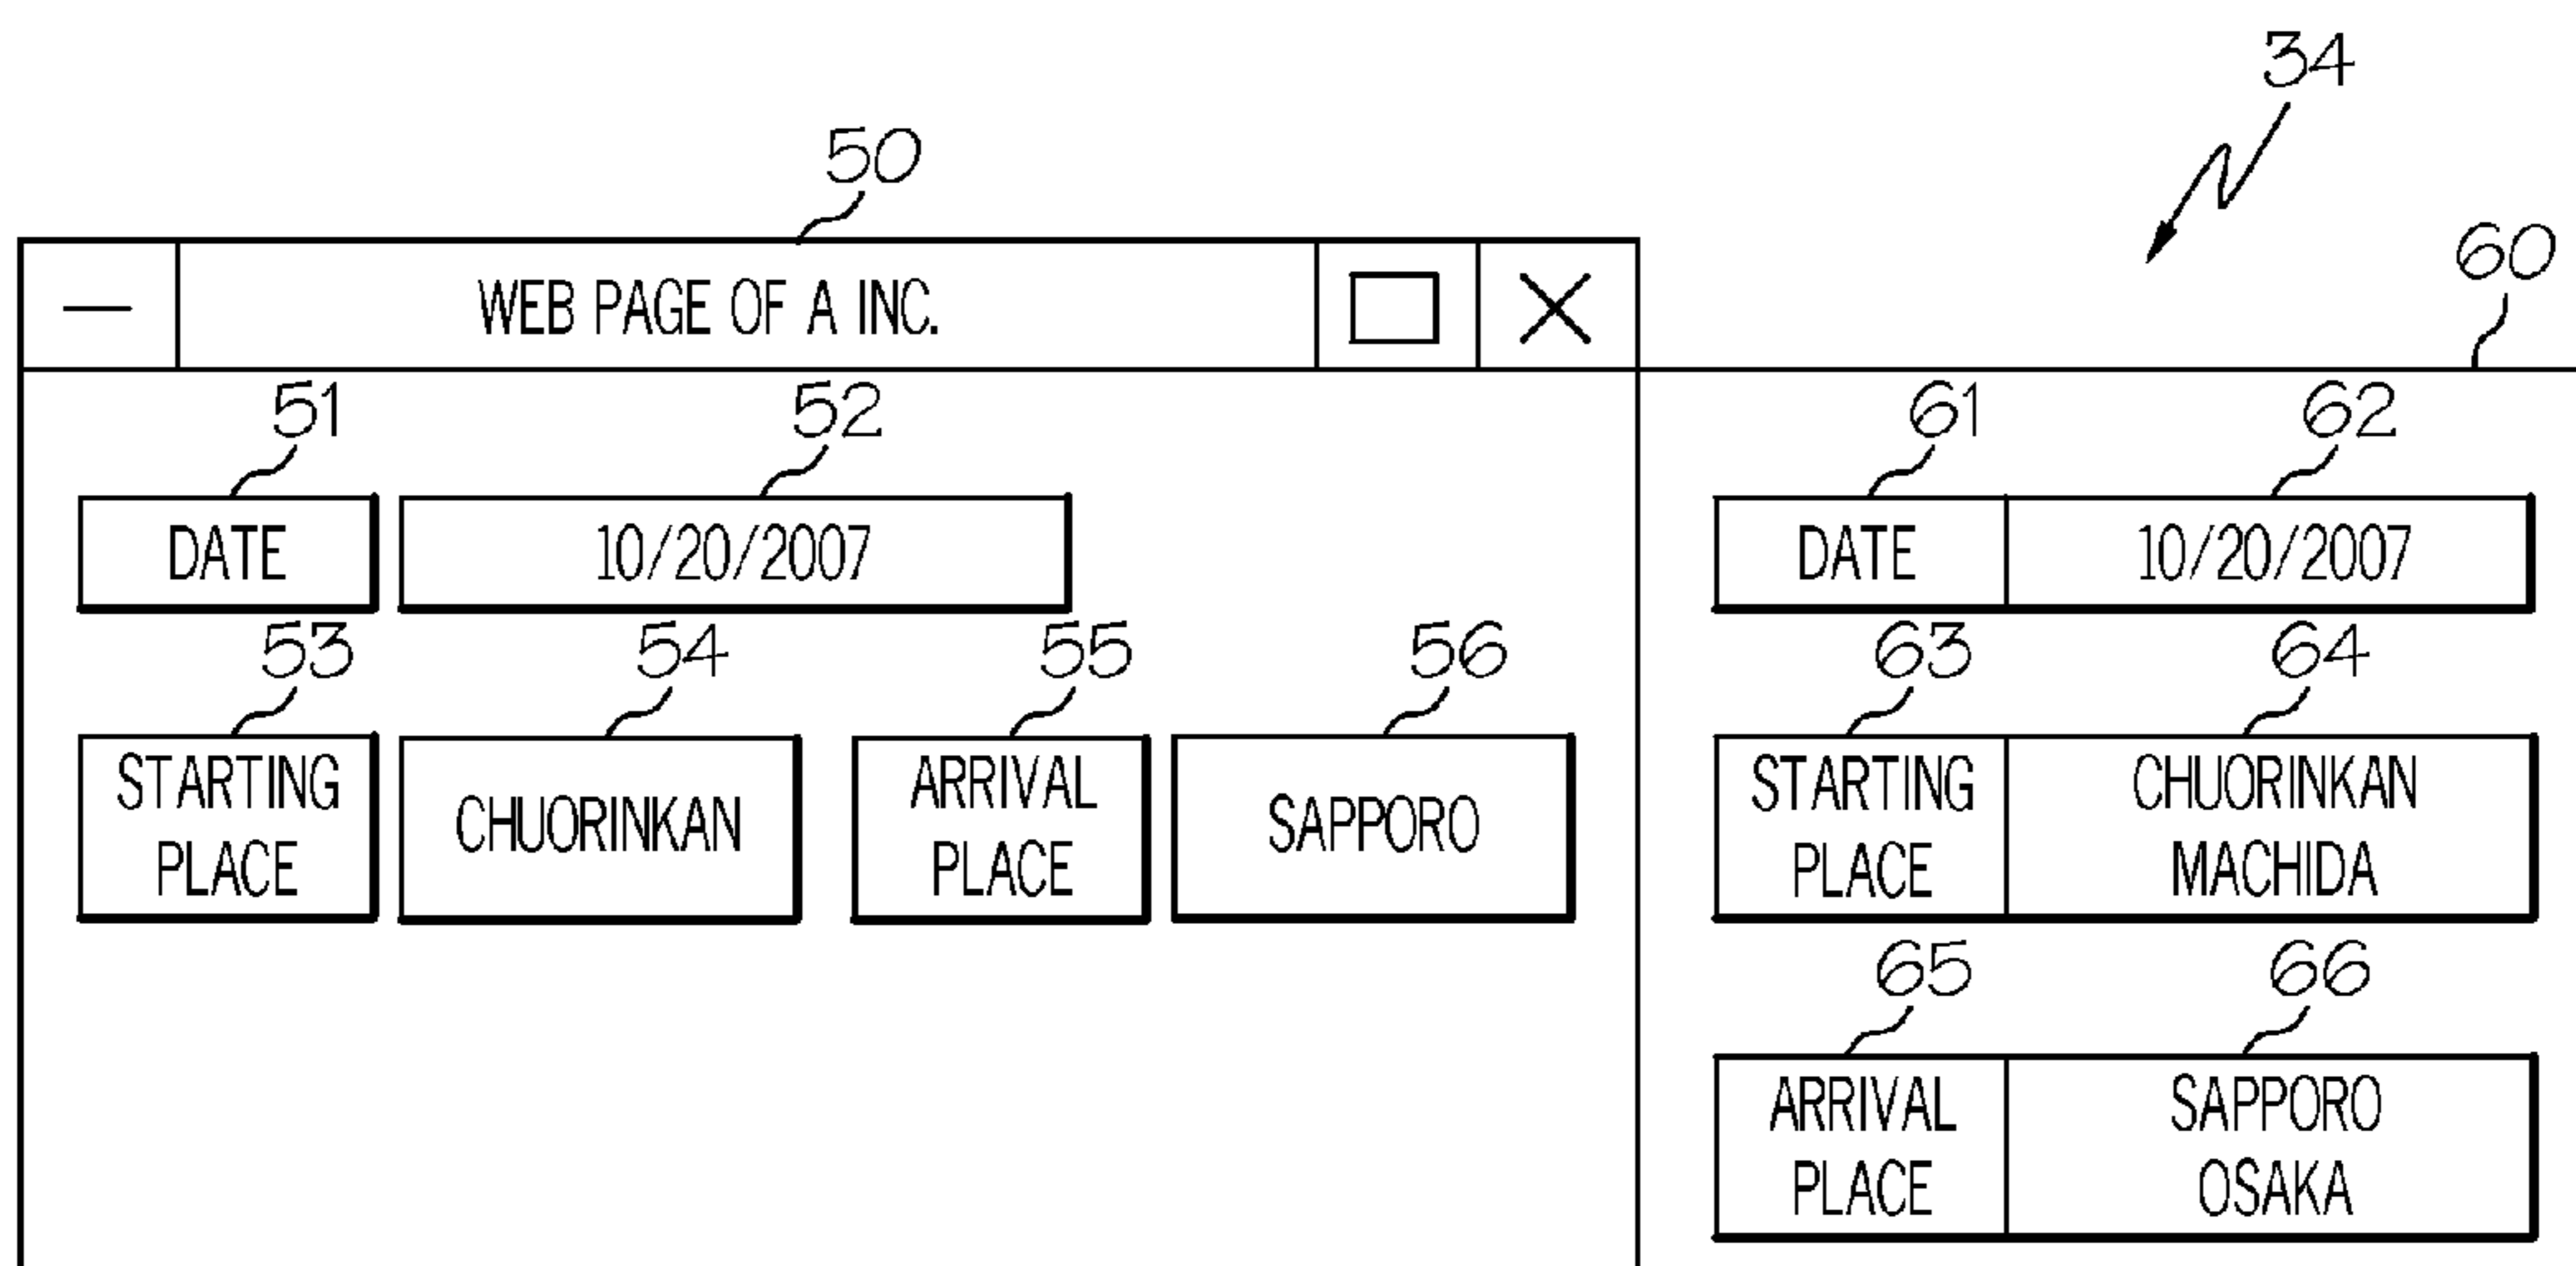 34
50
60
WEB PAGE OF A INC.
51
52
61
62
DATE
10/20/2007
DATE
10/20/2007
53
54
55
56
63
64
STARTING
PLACE
CHUORINKAN
ARRIVAL
PLACE
SAPPORO
STARTING
PLACE
CHUORINKAN
MACHIDA
65
66
ARRIVAL
PLACE
SAPPORO
OSAKA